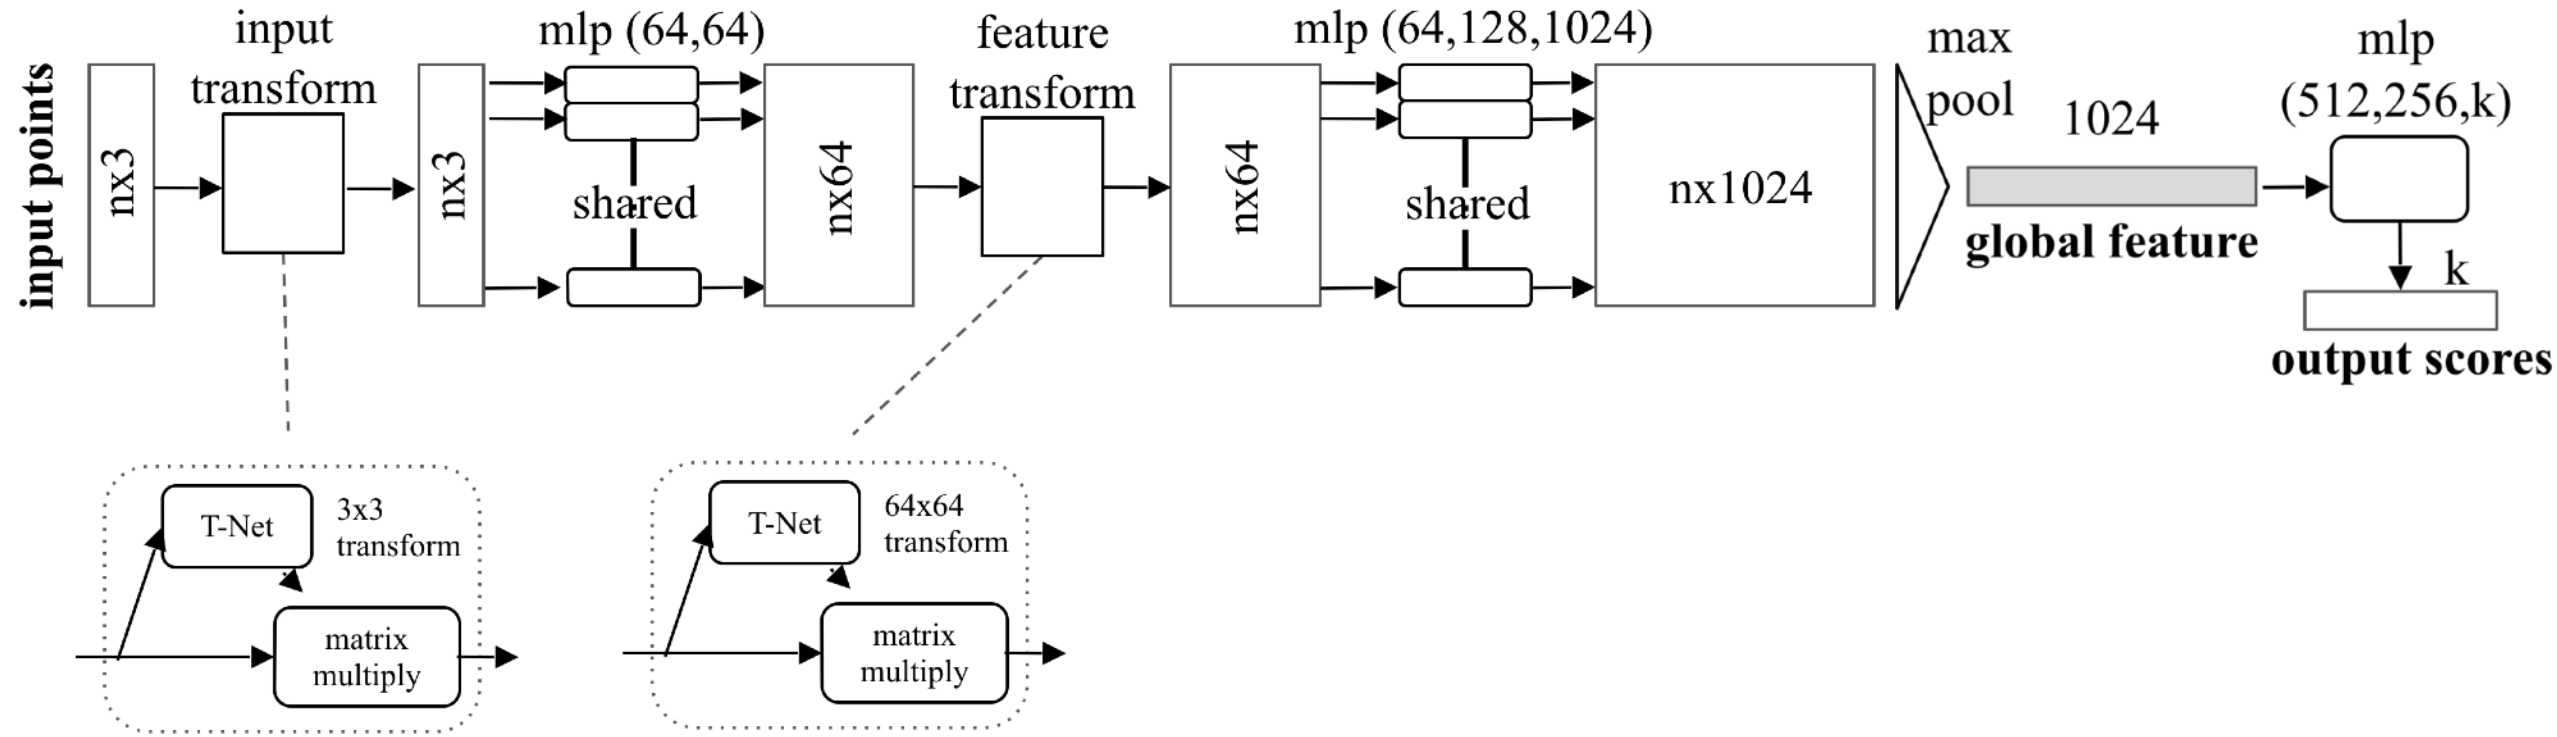 input points
nx3
input
transform
nx3
mlp (64,64)
shared
nx64
feature
transform
nx64
mlp (64,128,1024)
shared
nx1024
max
pool
1024
global feature
mlp
(512,256,k)
k
output scores
T-Net
3x3
transform
matrix
multiply
T-Net
64x64
transform
matrix
multiply